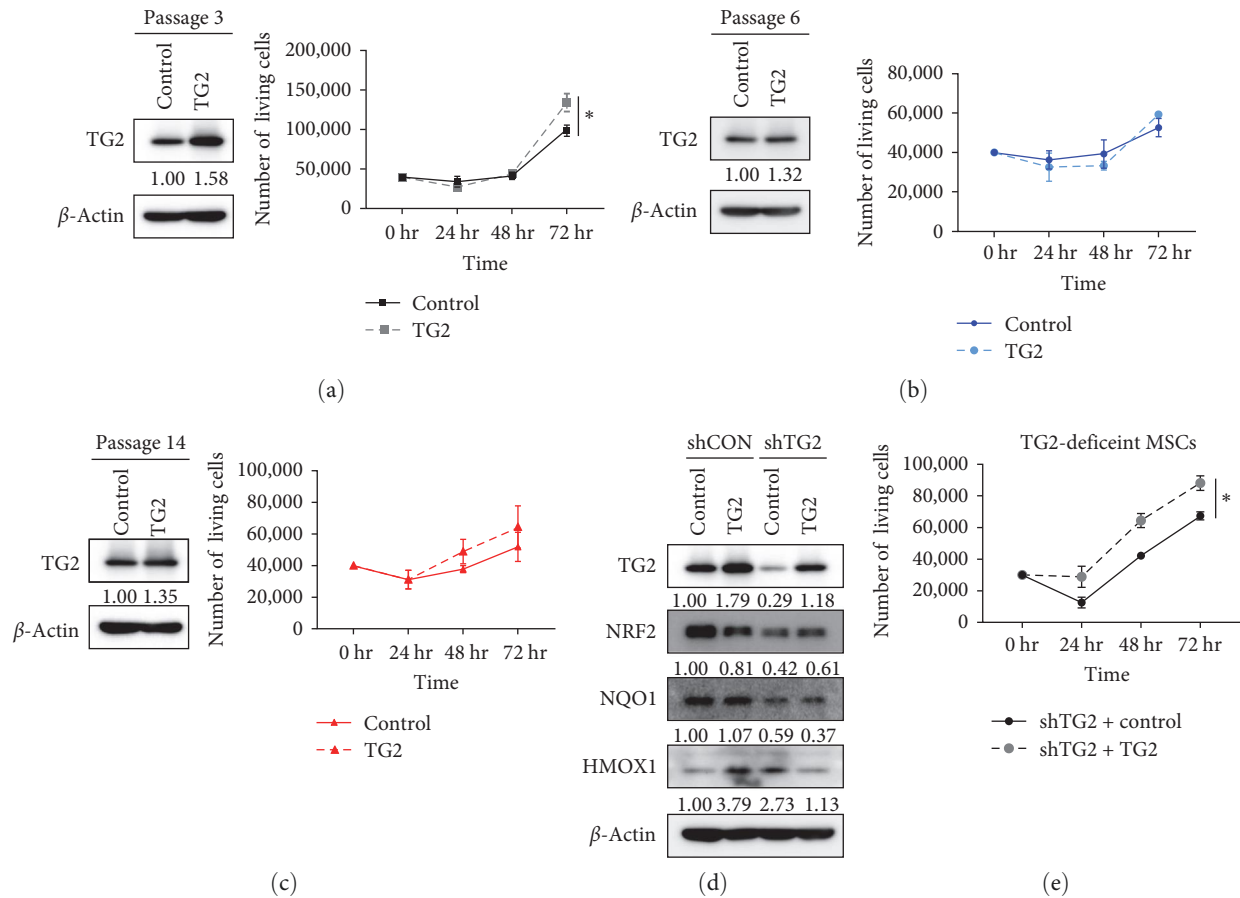 Passage 3
Control
TG2
TG2
1.00 1.58
β-Actin
Number of living cells
200,000
150,000
100,000
50,000
0
0 hr 24 hr 48 hr 72 hr
Time
*
Control
TG2
(a)
Passage 6
Control
TG2
TG2
1.00 1.32
β-Actin
Number of living cells
80,000
60,000
40,000
20,000
0
0 hr 24 hr 48 hr 72 hr
Time
Control
TG2
(b)
Passage 14
Control
TG2
TG2
1.00 1.35
β-Actin
Number of living cells
100,000
80,000
60,000
40,000
20,000
0
0 hr 24 hr 48 hr 72 hr
Time
Control
TG2
(c)
shCON shTG2
Control
TG2
Control
TG2
TG2
1.00 1.79 0.29 1.18
NRF2
1.00 0.81 0.42 0.61
NQO1
1.00 1.07 0.59 0.37
HMOX1
1.00 3.79 2.73 1.13
β-Actin
(d)
TG2-deficeint MSCs
Number of living cells
100,000
80,000
60,000
40,000
20,000
0
0 hr 24 hr 48 hr 72 hr
Time
*
shTG2 + control
shTG2 + TG2
(e)